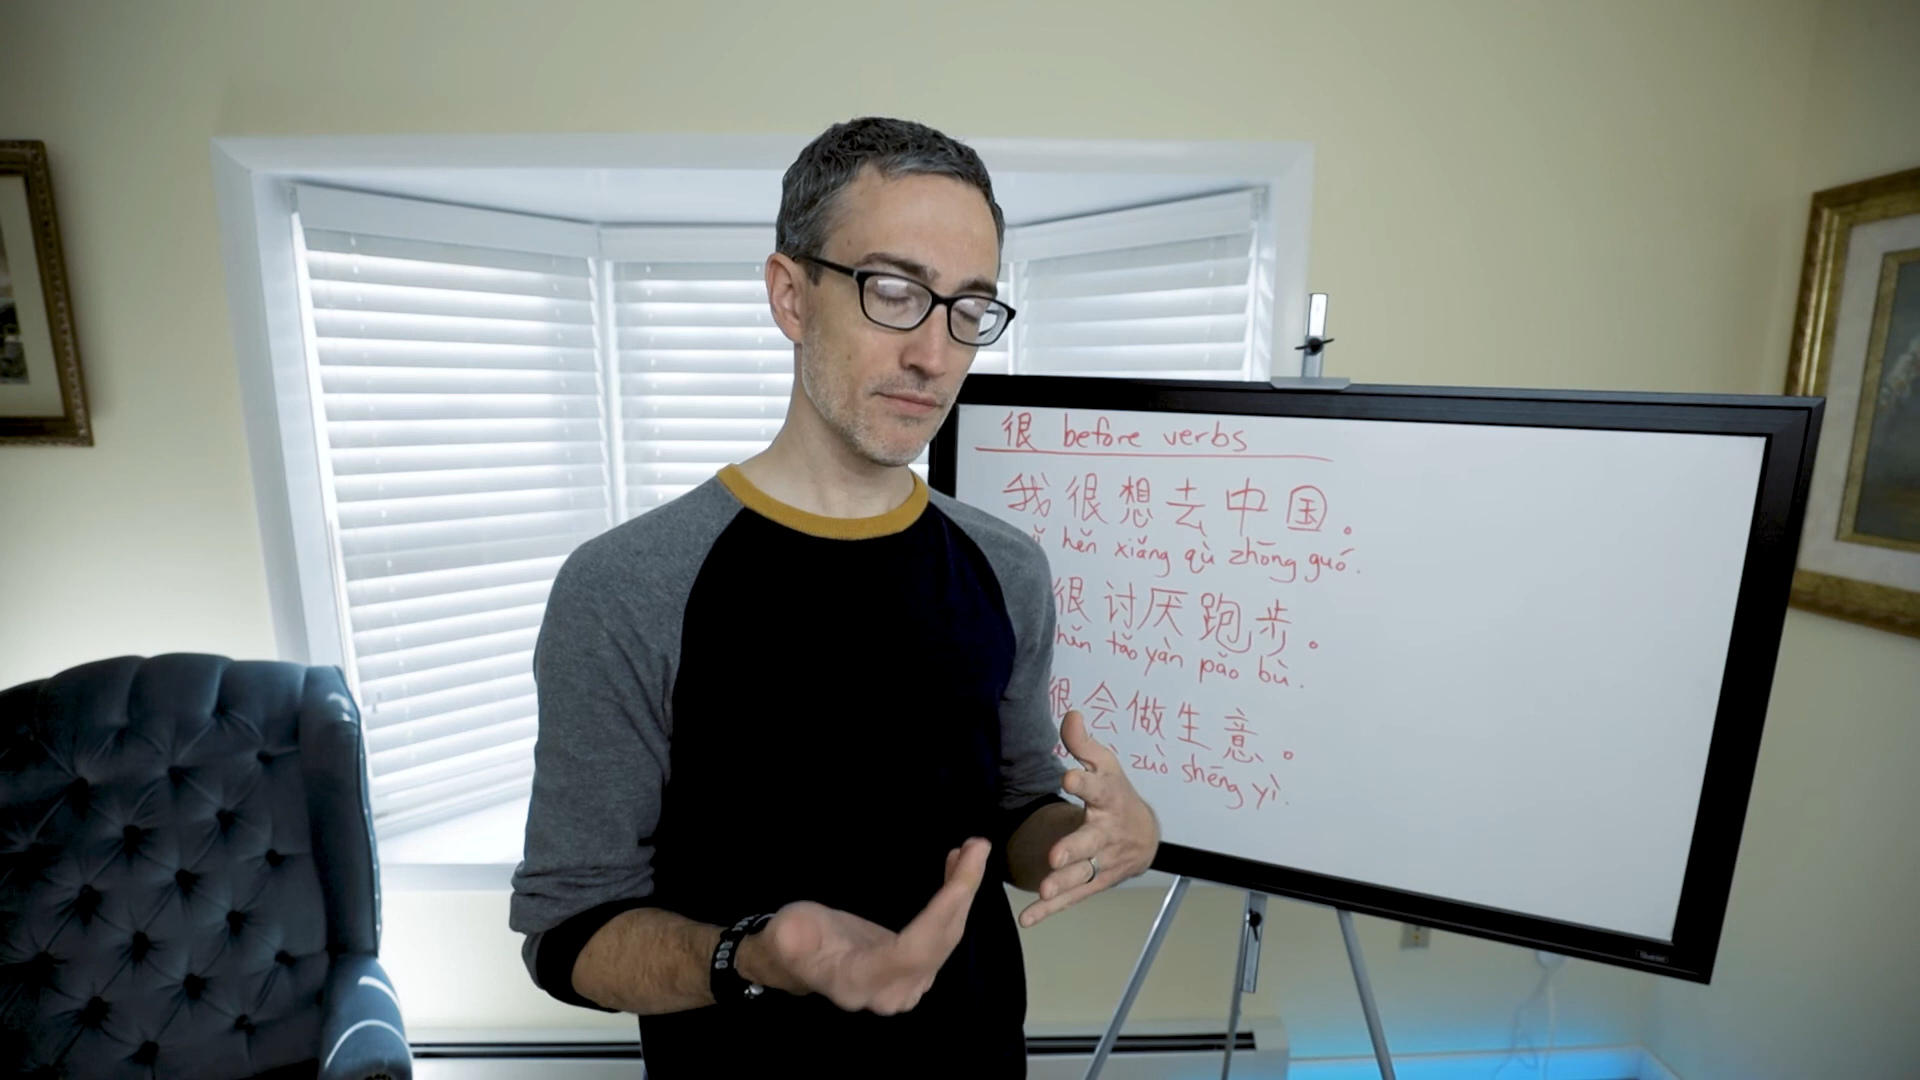 很 before verbs
我很想去中国。
hěn xiǎng qù zhōng guó.
很讨厌跑步。
hěn tǎo yàn pǎo bù.
很会做生意。
zuò shēng yì.